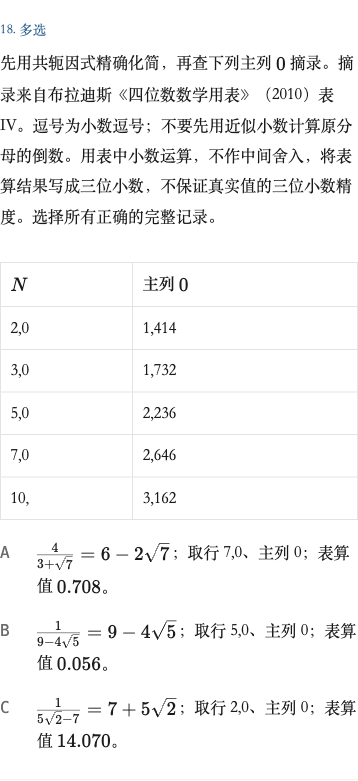 18. 多选
先用共轭因式精确化简，再查下列主列 0 摘录。摘
录来自布拉迪斯《四位数数学用表》（2010）表
IV。逗号为小数逗号；不要先用近似小数计算原分
母的倒数。用表中小数运算，不作中间舍入，将表
算结果写成三位小数，不保证真实值的三位小数精
度。选择所有正确的完整记录。
N 主列 0
2,0 1,414
3,0 1,732
5,0 2,236
7,0 2,646
10, 3,162
A $\frac{4}{3+\sqrt{7}} = 6 - 2\sqrt{7}$；取行 7,0、主列 0；表算
值 0.708。
B $\frac{1}{9-4\sqrt{5}} = 9 - 4\sqrt{5}$；取行 5,0、主列 0；表算
值 0.056。
C $\frac{1}{5\sqrt{2}-7} = 7 + 5\sqrt{2}$；取行 2,0、主列 0；表算
值 14.070。